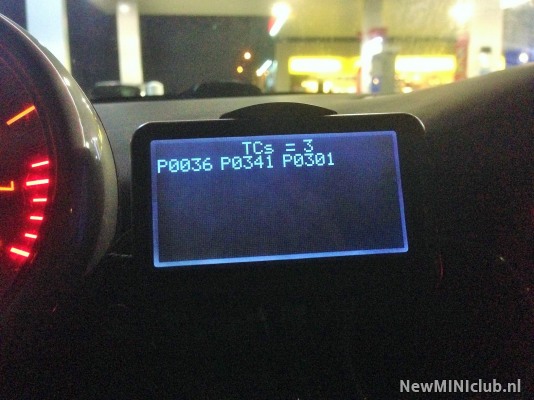 TCs = 3
P0036 P0341 P0301
NewMINIclub.nl